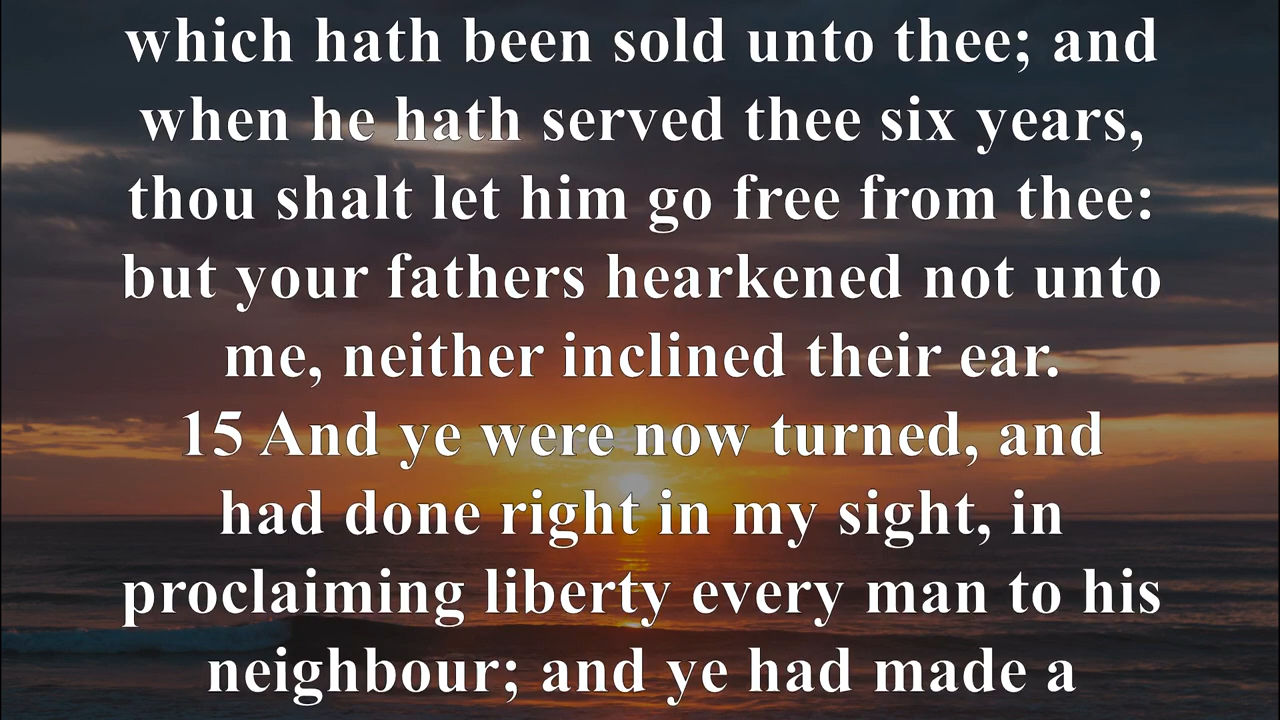 which hath been sold unto thee; and
when he hath served thee six years,
thou shalt let him go free from thee:
but your fathers hearkened not unto
me, neither inclined their ear.
15 And ye were now turned, and
had done right in my sight, in
proclaiming liberty every man to his
neighbour; and ye had made a